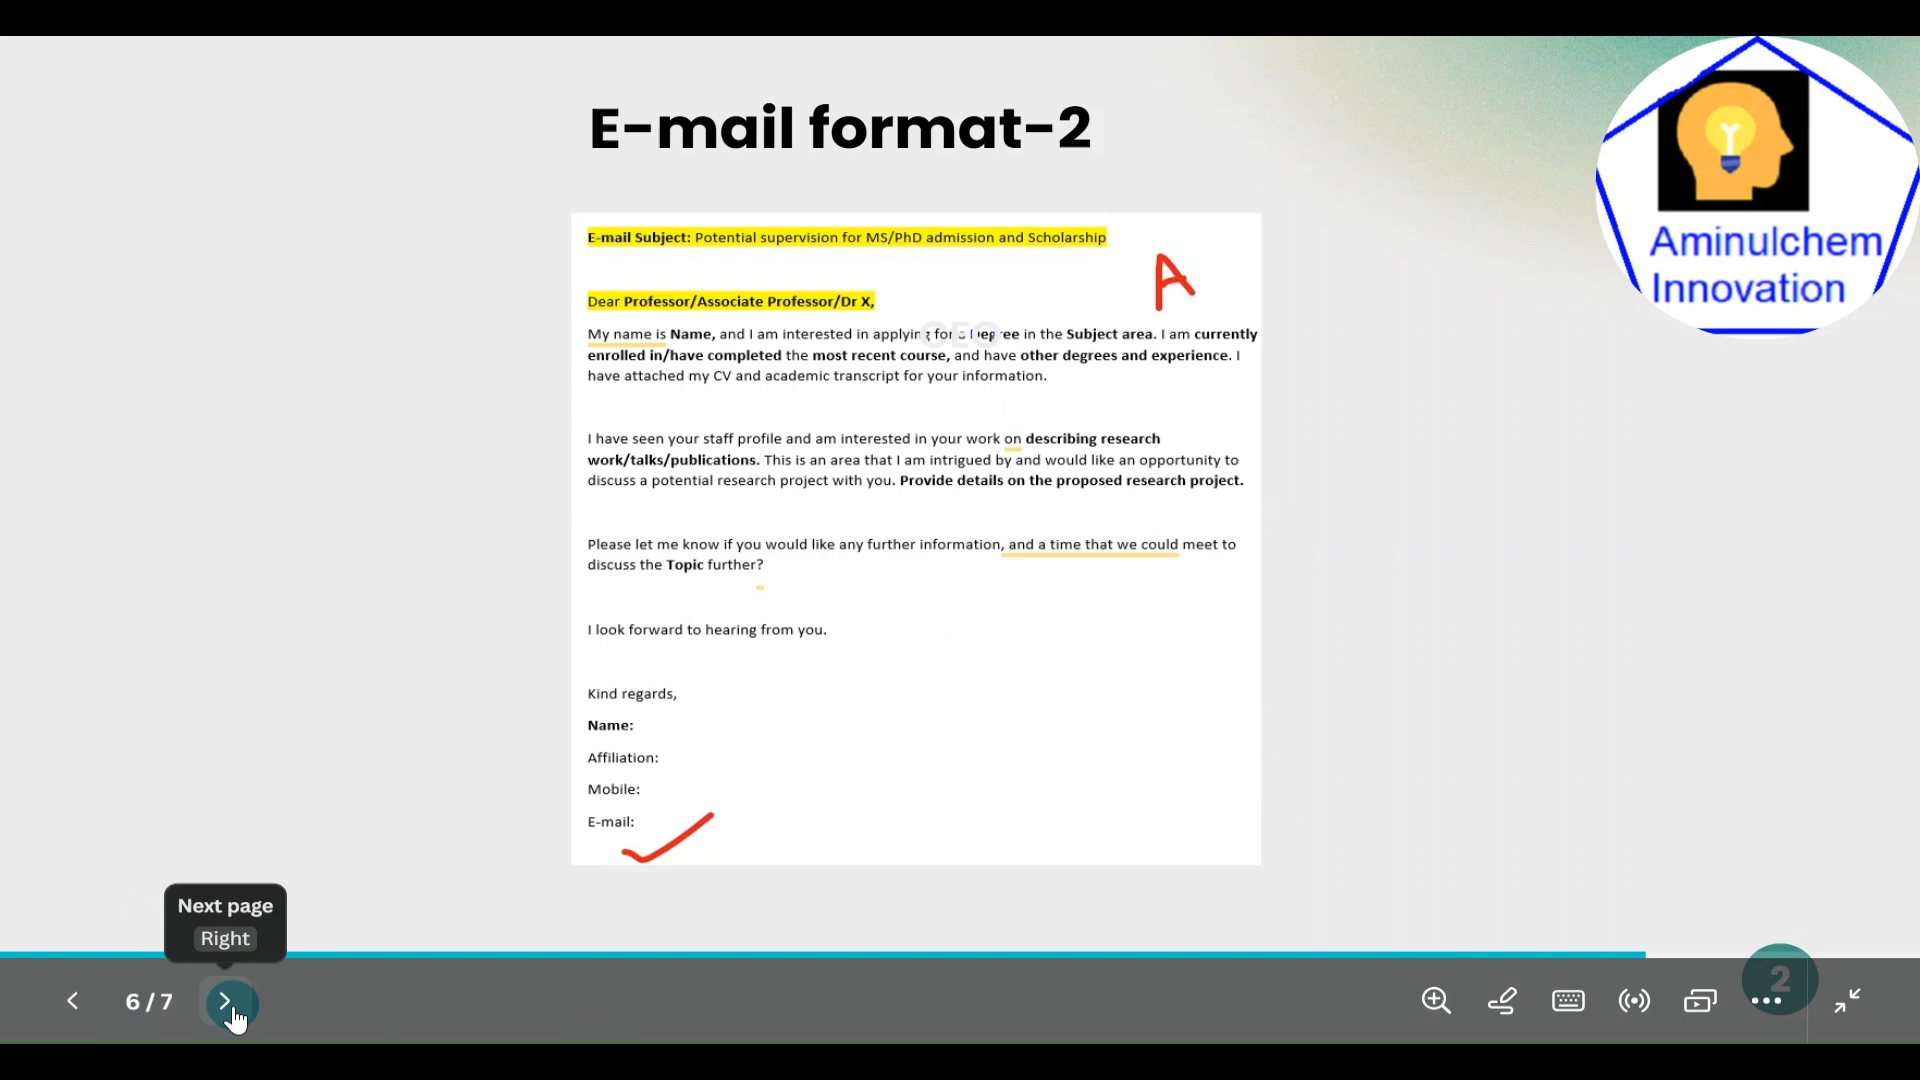 E-mail format-2
Aminulchem
Innovation
E-mail Subject: Potential supervision for MS/PhD admission and Scholarship
A
Dear Professor/Associate Professor/Dr X,
My name is Name, and I am interested in applying for a Degree in the Subject area. I am currently
enrolled in/have completed the most recent course, and have other degrees and experience. I
have attached my CV and academic transcript for your information.
I have seen your staff profile and am interested in your work on describing research
work/talks/publications. This is an area that I am intrigued by and would like an opportunity to
discuss a potential research project with you. Provide details on the proposed research project.
Please let me know if you would like any further information, and a time that we could meet to
discuss the Topic further?
I look forward to hearing from you.
Kind regards,
Name:
Affiliation:
Mobile:
E-mail:
Next page
Right
6 / 7
2